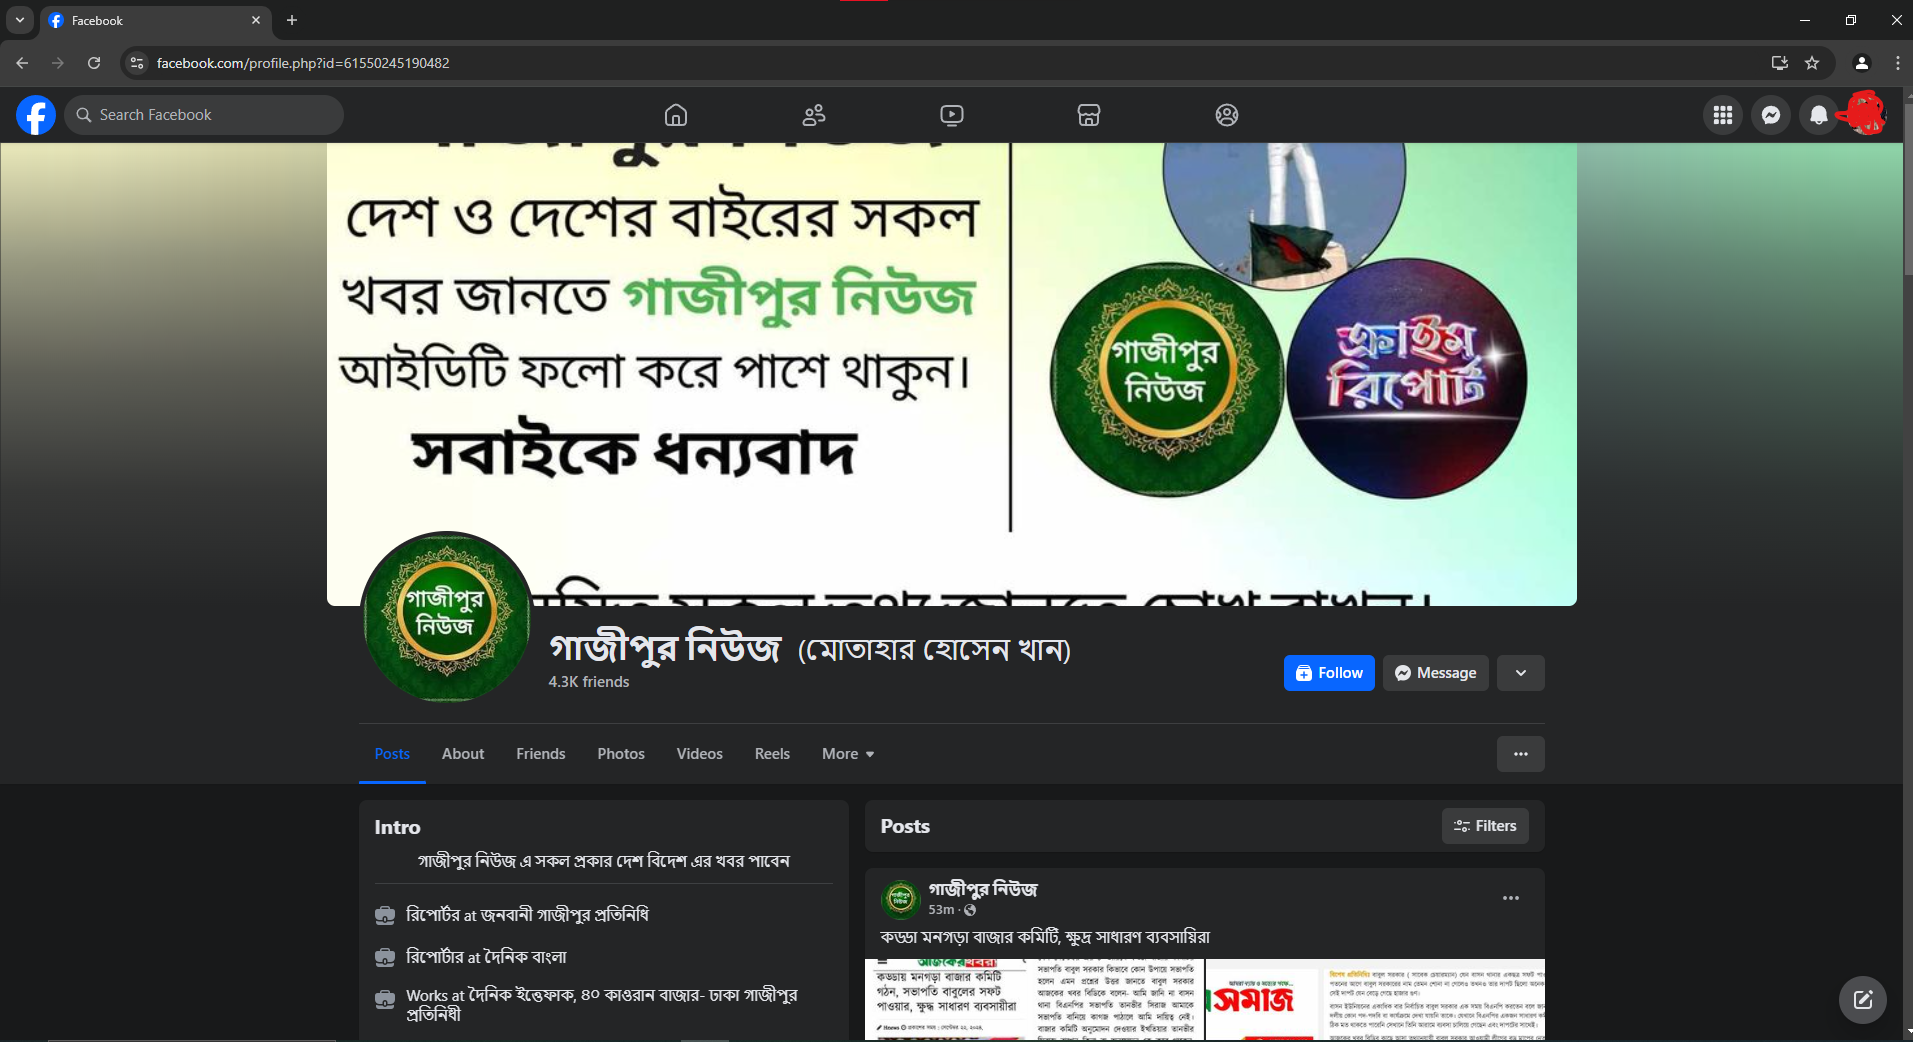 Facebook
facebook.com/profile.php?id=61550245190482
Search Facebook
দেশ ও দেশের বাইরের সকল
খবর জানতে গাজীপুর নিউজ
আইডিটি ফলো করে পাশে থাকুন।
সবাইকে ধন্যবাদ
গাজীপুর
নিউজ
ক্রাইম
রিপোর্ট
গাজীপুর
নিউজ
গাজীপুর নিউজ (মোতাহার হোসেন খান)
4.3K friends
Follow
Message
Posts
About
Friends
Photos
Videos
Reels
More
Intro
গাজীপুর নিউজ এ সকল প্রকার দেশ বিদেশ এর খবর পাবেন
রিপোর্টর at জনবানী গাজীপুর প্রতিনিধি
রিপোর্টার at দৈনিক বাংলা
Works at দৈনিক ইত্তেফাক, ৪০ কাওরান বাজার- ঢাকা গাজীপুর
প্রতিনিধী
Posts
Filters
গাজীপুর নিউজ
53m
কড্ডা মনগড়া বাজার কমিটি, ক্ষুদ্র সাধারণ ব্যবসায়িরা
কড্ডায় মনগড়া বাজার কমিটি
গঠন, সভাপতি বাবুলের সফট
পাওয়ার, ক্ষুদ্ধ সাধারন ব্যবসায়ীরা
সমাজ